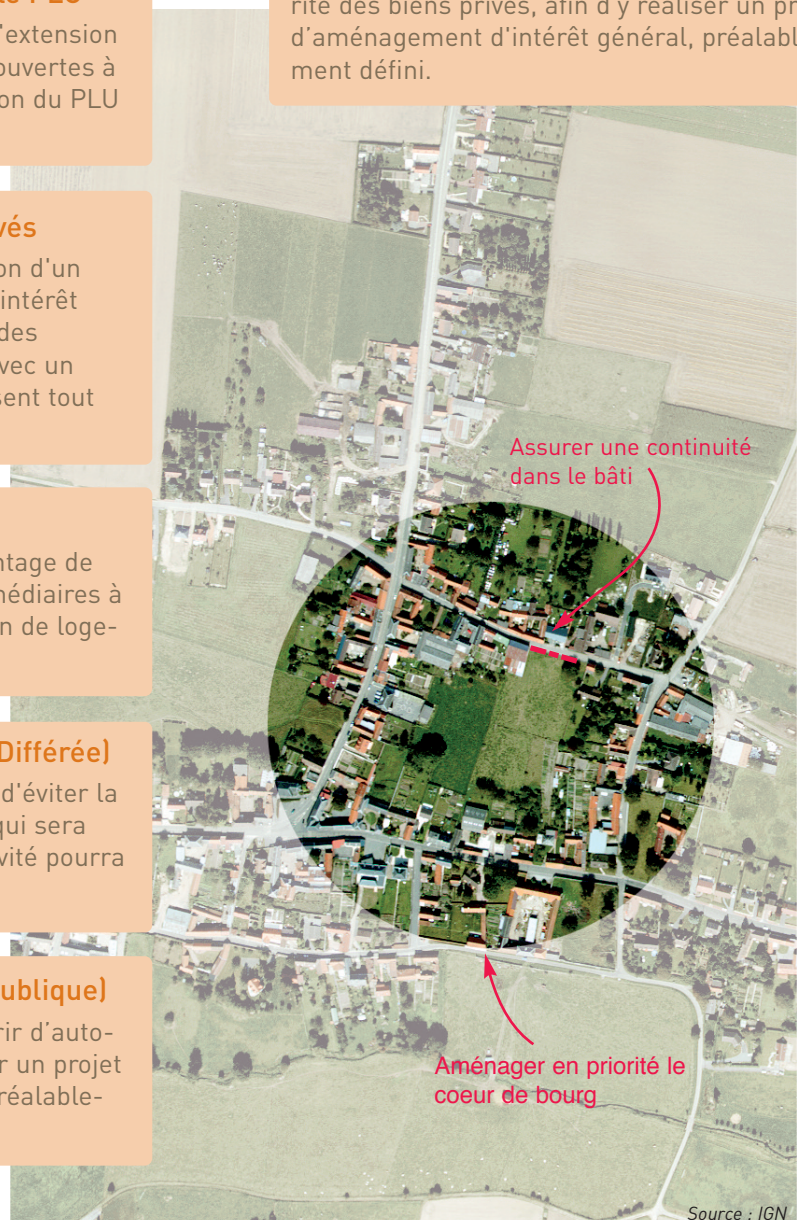 l'extension
ouvertes à
on du PLU
rité des biens privés, afin d'y réaliser un pr
d'aménagement d'intérêt général, préalabl
ment défini.
vés
on d'un
intérêt
des
vec un
sent tout
ntage de
médiaires à
n de loge-
Différée)
d'éviter la
qui sera
vité pourra
ublique)
rir d'auto-
r un projet
réalable-
Assurer une continuité
dans le bâti
Aménager en priorité le
coeur de bourg
Source : IGN